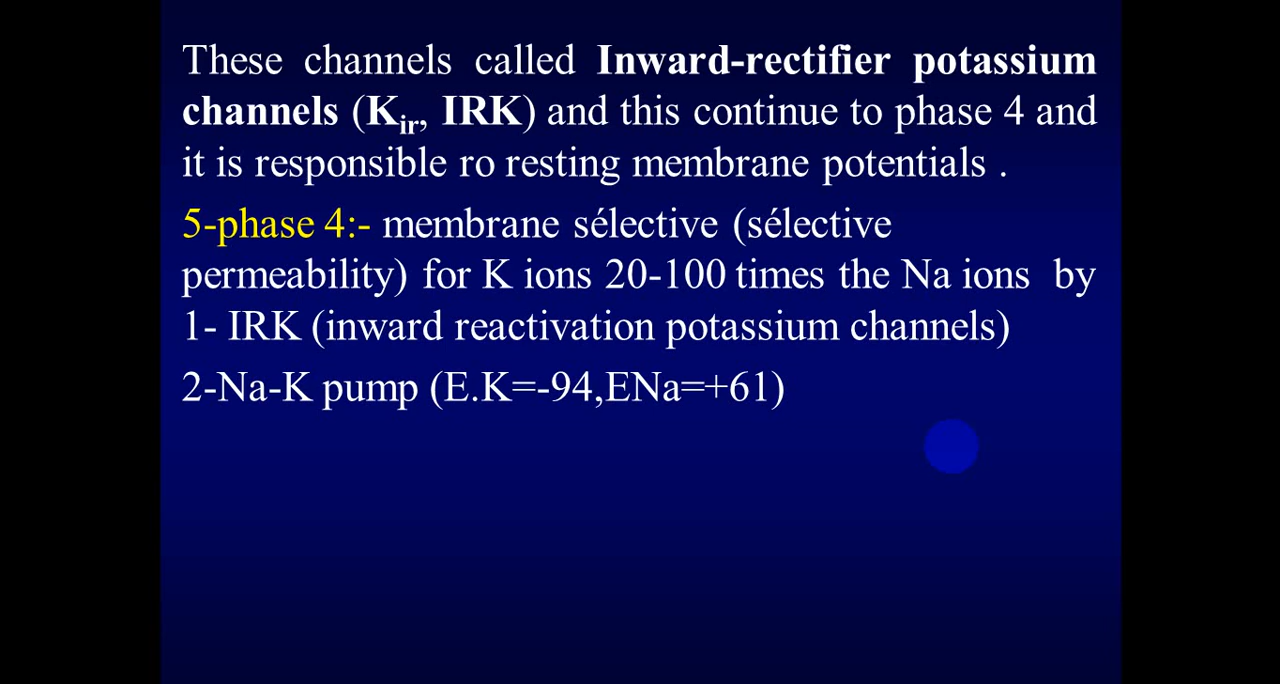 These channels called Inward-rectifier potassium
channels (Kir, IRK) and this continue to phase 4 and
it is responsible ro resting membrane potentials .
5-phase 4:- membrane sélective (sélective
permeability) for K ions 20-100 times the Na ions by
1- IRK (inward reactivation potassium channels)
2-Na-K pump (E.K=-94,ENa=+61)